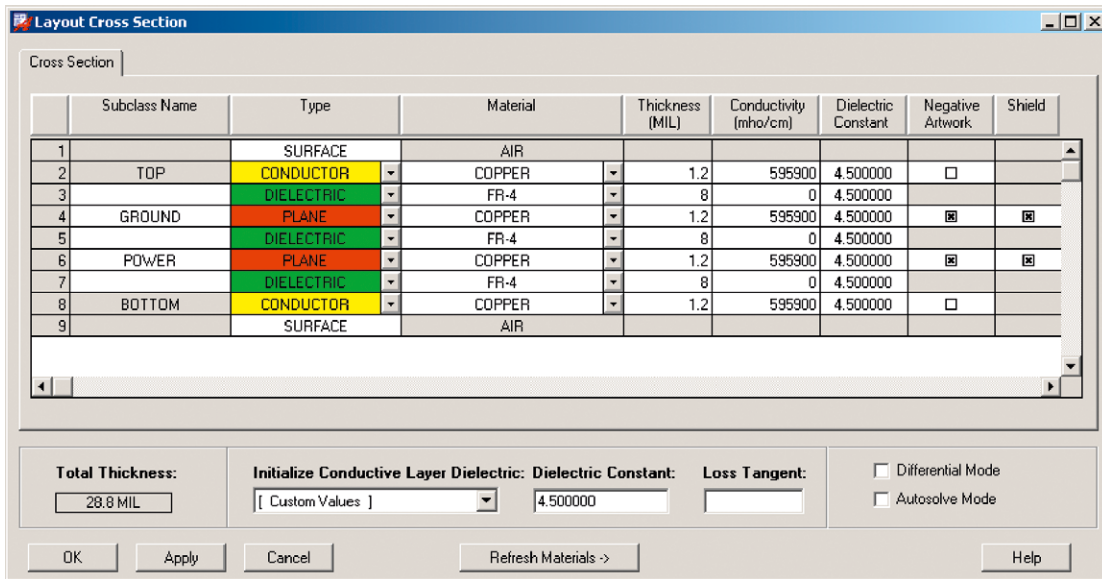 Layout Cross Section
Cross Section
Subclass Name Type Material Thickness (MIL) Conductivity (mho/cm) Dielectric Constant Negative Artwork Shield
1 SURFACE AIR
2 TOP CONDUCTOR COPPER 1.2 595900 4.500000
3 DIELECTRIC FR-4 8 0 4.500000
4 GROUND PLANE COPPER 1.2 595900 4.500000
5 DIELECTRIC FR-4 8 0 4.500000
6 POWER PLANE COPPER 1.2 595900 4.500000
7 DIELECTRIC FR-4 8 0 4.500000
8 BOTTOM CONDUCTOR COPPER 1.2 595900 4.500000
9 SURFACE AIR
Total Thickness: Initialize Conductive Layer Dielectric: Dielectric Constant: Loss Tangent: Differential Mode
28.8 MIL [ Custom Values ] 4.500000 Autosolve Mode
OK Apply Cancel Refresh Materials -> Help